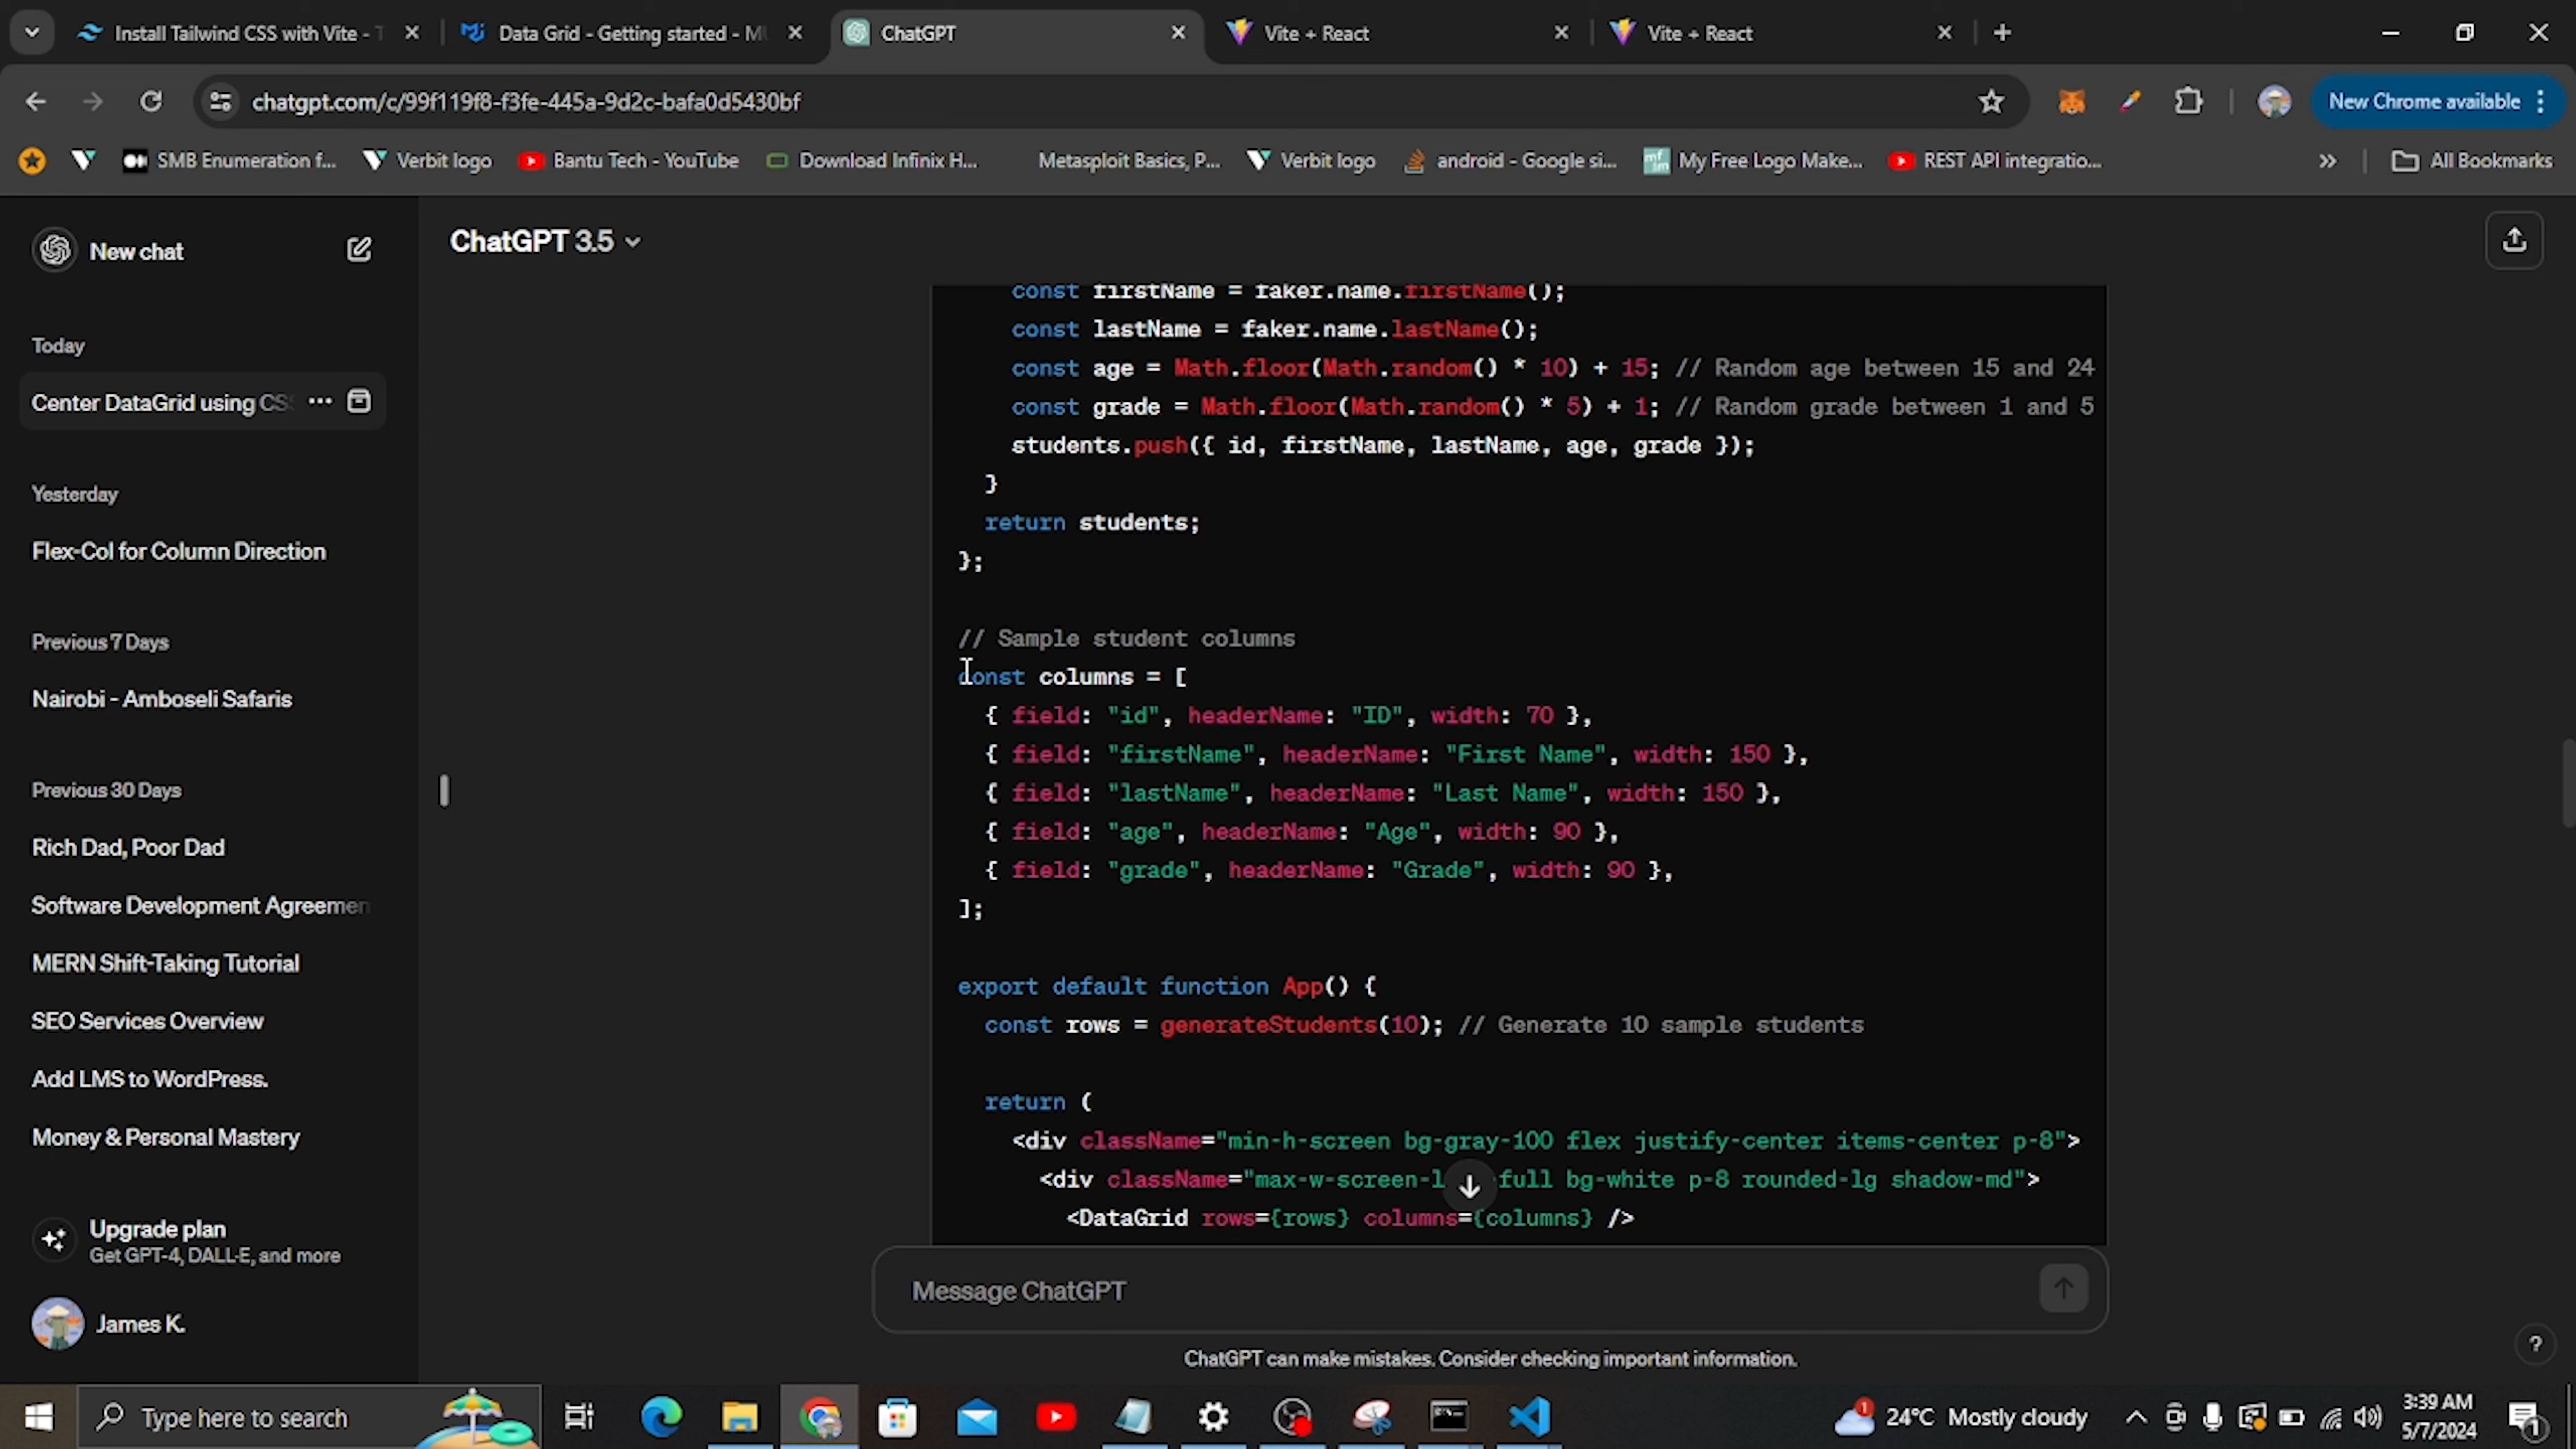 Install Tailwind CSS with Vite - T
Data Grid - Getting started - MU
ChatGPT
Vite + React
Vite + React
chatgpt.com/c/99f119f8-f3fe-445a-9d2c-bafa0d5430bf
New Chrome available
SMB Enumeration f...
Verbit logo
Bantu Tech - YouTube
Download Infinix H...
Metasploit Basics, P...
Verbit logo
android - Google si...
My Free Logo Make...
REST API integratio...
All Bookmarks
New chat
Today
Center DataGrid using CSS
Yesterday
Flex-Col for Column Direction
Previous 7 Days
Nairobi - Amboseli Safaris
Previous 30 Days
Rich Dad, Poor Dad
Software Development Agreemen
MERN Shift-Taking Tutorial
SEO Services Overview
Add LMS to WordPress.
Money & Personal Mastery
Upgrade plan
Get GPT-4, DALL·E, and more
James K.
ChatGPT 3.5
const firstName = faker.name.firstName();
const lastName = faker.name.lastName();
const age = Math.floor(Math.random() * 10) + 15; // Random age between 15 and 24
const grade = Math.floor(Math.random() * 5) + 1; // Random grade between 1 and 5
students.push({ id, firstName, lastName, age, grade });
}
return students;
};
// Sample student columns
const columns = [
{ field: "id", headerName: "ID", width: 70 },
{ field: "firstName", headerName: "First Name", width: 150 },
{ field: "lastName", headerName: "Last Name", width: 150 },
{ field: "age", headerName: "Age", width: 90 },
{ field: "grade", headerName: "Grade", width: 90 },
];
export default function App() {
const rows = generateStudents(10); // Generate 10 sample students
return (
<div className="min-h-screen bg-gray-100 flex justify-center items-center p-8">
<div className="max-w-screen-l full bg-white p-8 rounded-lg shadow-md">
<DataGrid rows={rows} columns={columns} />
Message ChatGPT
ChatGPT can make mistakes. Consider checking important information.
?
Type here to search
1
24°C Mostly cloudy
3:39 AM
5/7/2024
1